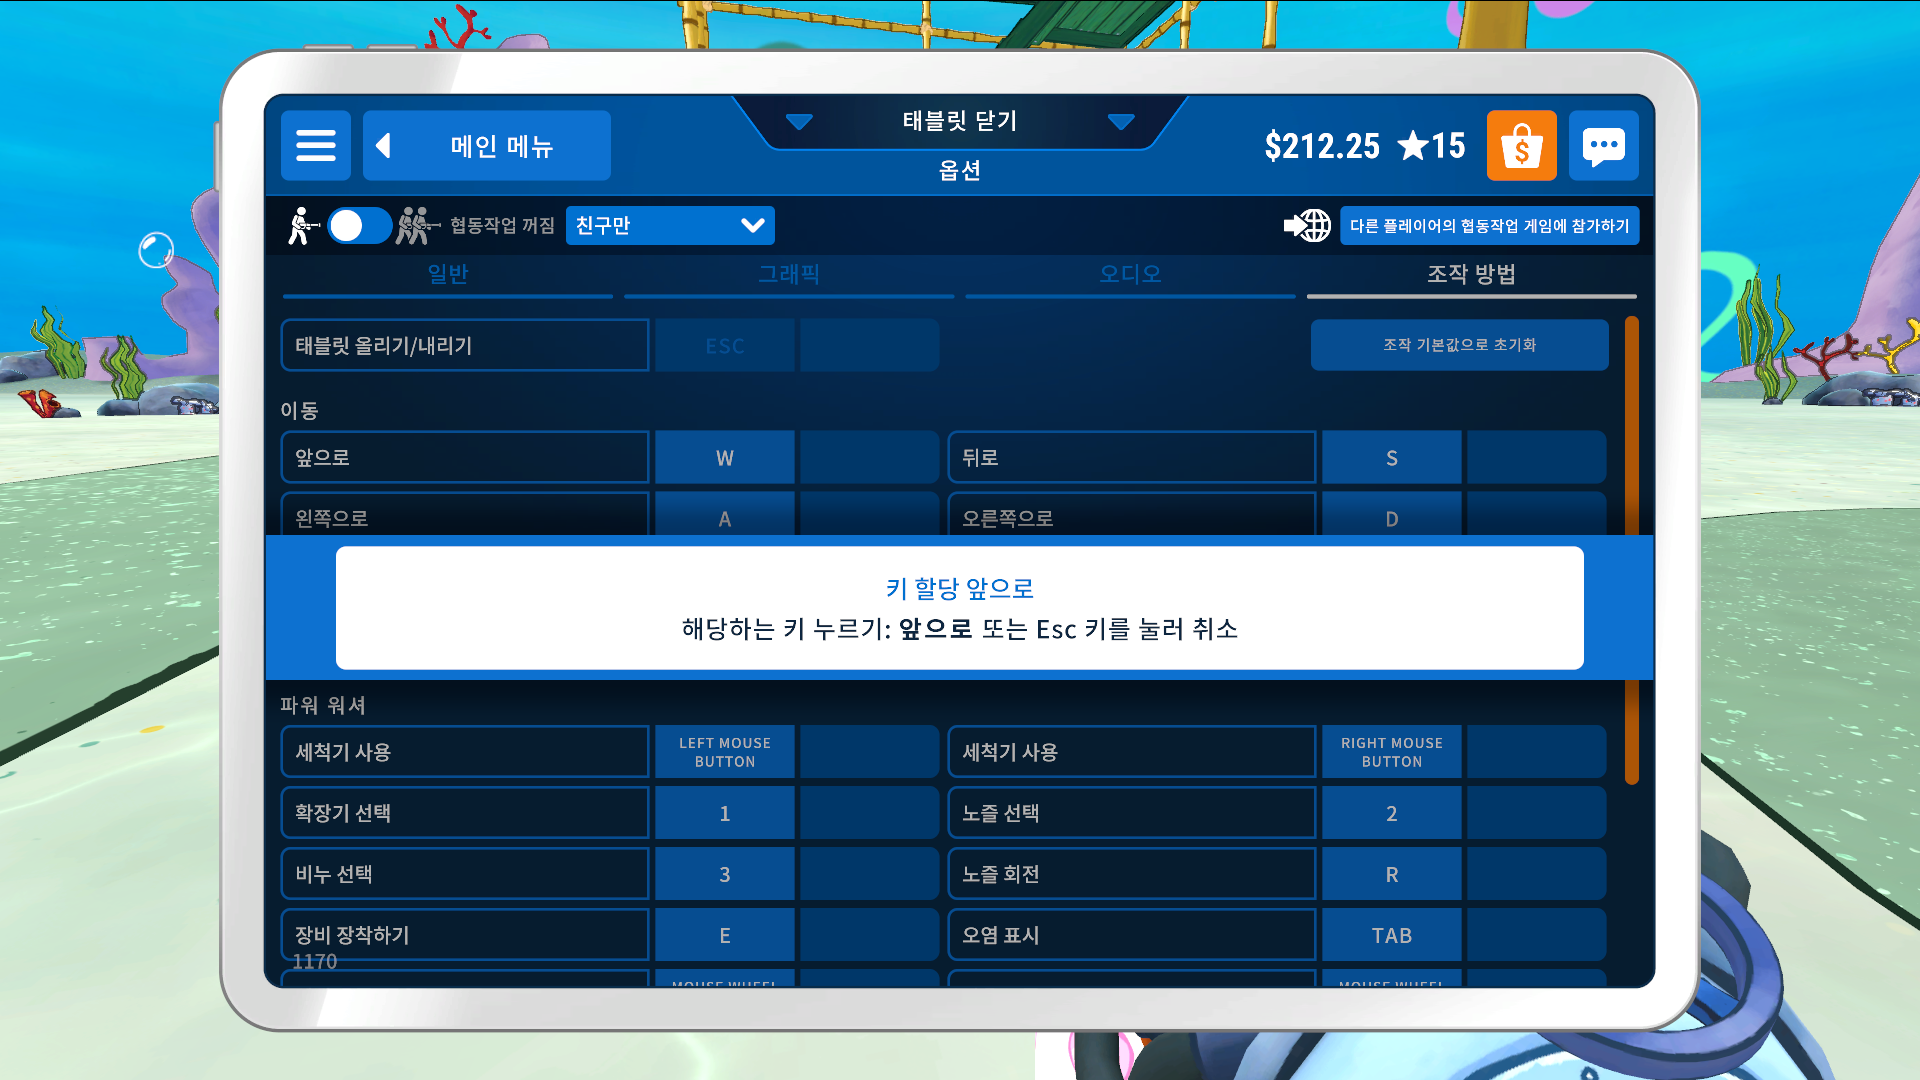 태블릿 닫기
메인 메뉴
옵션
$212.25 ★15
협동작업 꺼짐
친구만
다른 플레이어의 협동작업 게임에 참가하기
일반
그래픽
오디오
조작 방법
태블릿 올리기/내리기
ESC
조작 기본값으로 초기화
이동
앞으로
W
뒤로
S
왼쪽으로
A
오른쪽으로
D
키 할당 앞으로
해당하는 키 누르기: 앞으로 또는 Esc 키를 눌러 취소
파워 워셔
세척기 사용
LEFT MOUSE
BUTTON
세척기 사용
RIGHT MOUSE
BUTTON
확장기 선택
1
노즐 선택
2
비누 선택
3
노즐 회전
R
장비 장착하기
E
오염 표시
TAB
1170
MOUSE WHEEL
MOUSE WHEEL